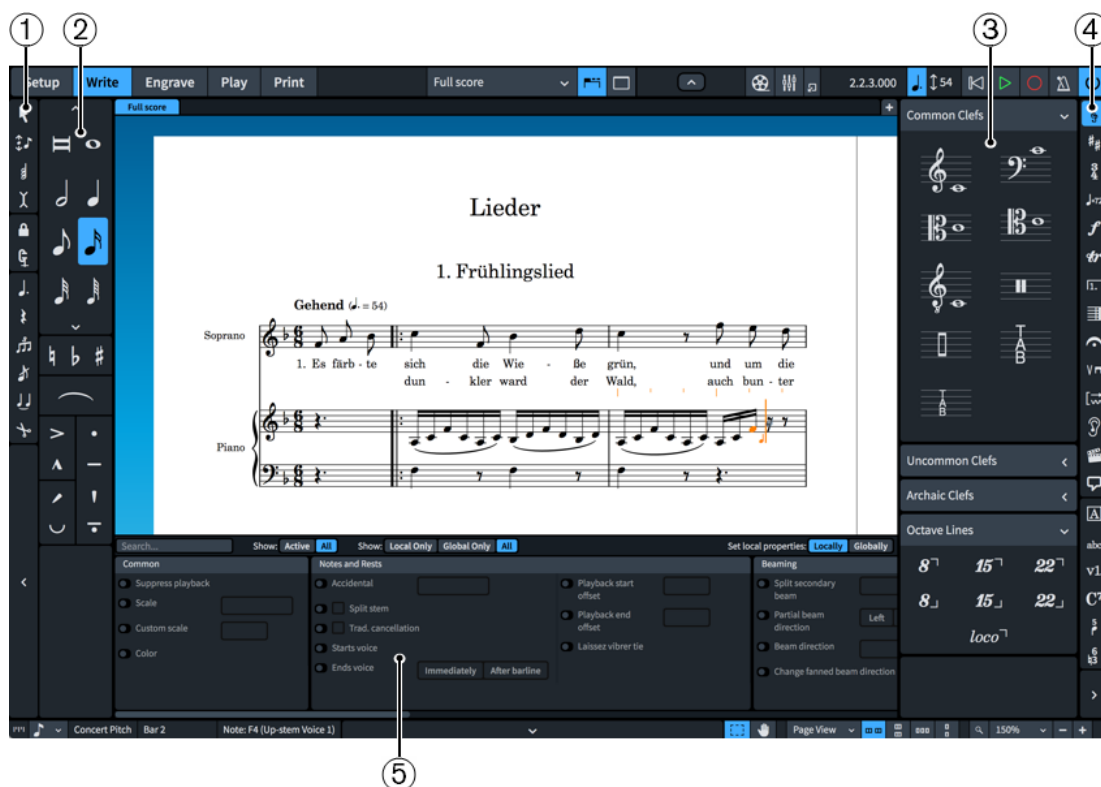 1 2 3 4
Setup Write Engrave Play Print Full score 2.2.3.000 54
Full score
Common Clefs
Lieder
1. Frühlingslied
Gehend (♩. = 54)
Soprano
1. Es färb - te sich die Wie - ße grün, und um die
dun - kler ward der Wald, auch bun - ter
Piano
TAB
TAB
Uncommon Clefs
Archaic Clefs
Octave Lines
8 15 22
8 15 22
loco
Search... Show: Active All Show: Local Only Global Only All Set local properties: Locally Globally
Common Notes and Rests Beaming
Suppress playback Accidental Playback start offset Split secondary beam
Scale Split stem Playback end offset Partial beam direction Left
Custom scale Trad. cancellation
Color Starts voice Laissez vibrer tie Beam direction
Ends voice Immediately After barline Change fanned beam direction
Concert Pitch Bar 2 Note: F4 (Up-stem Voice 1) Page View 150%
5